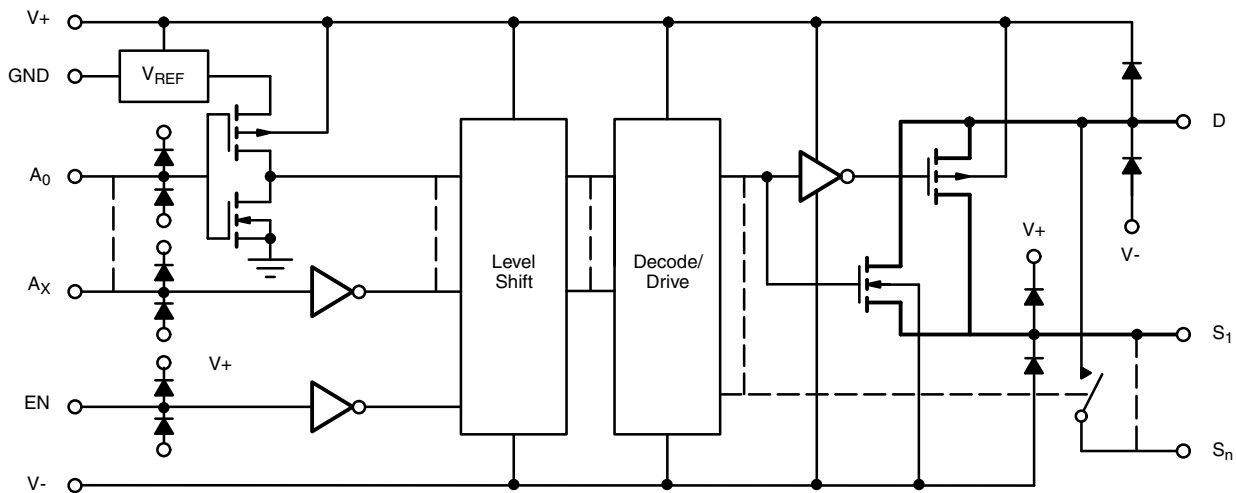 V+
GND
VREF
A0
AX
V+
EN
V-
Level
Shift
Decode/
Drive
D
V+
V-
S1
Sn